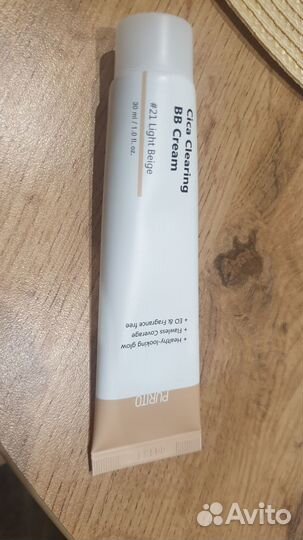 Cica Clearing
BB Cream
#21 Light Beige
30 ml / 1.0 fl. oz.
+ Healthy-looking glow
+ Flawless Coverage
+ EO & Fragrance free
PURITO
Avito